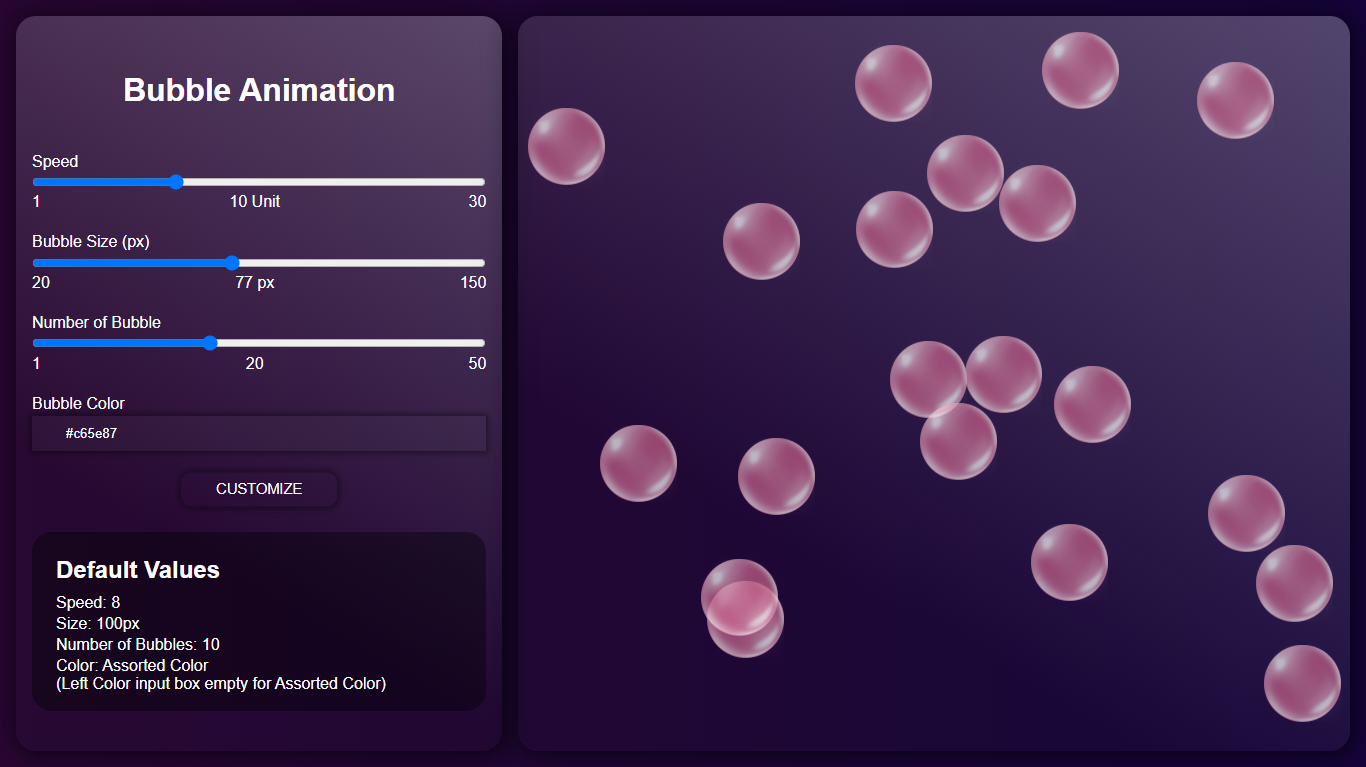 Bubble Animation
Speed
1 10 Unit 30
Bubble Size (px)
20 77 px 150
Number of Bubble
1 20 50
Bubble Color
#c65e87
CUSTOMIZE
Default Values
Speed: 8
Size: 100px
Number of Bubbles: 10
Color: Assorted Color
(Left Color input box empty for Assorted Color)